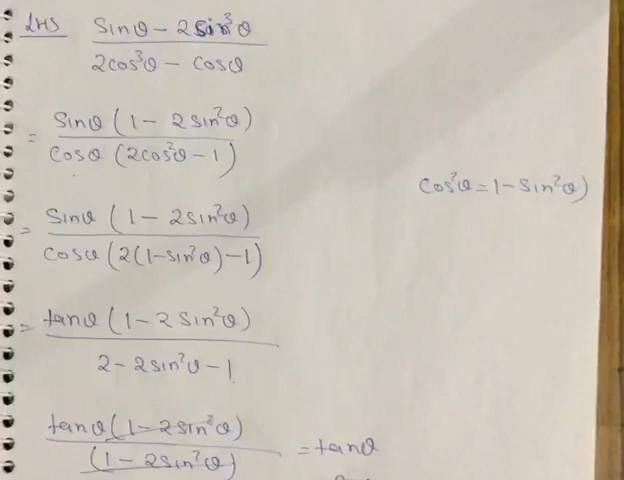 LHS sinθ - 2sin³θ
2cos³θ - cosθ
= sinθ (1 - 2sin²θ)
cosθ (2cos²θ - 1)
cos²θ = 1 - sin²θ)
= sinθ (1 - 2sin²θ)
cosθ (2(1-sin²θ) - 1)
= tanθ (1 - 2sin²θ)
2 - 2sin²θ - 1
tanθ (1 - 2sin²θ) = tanθ
(1 - 2sin²θ)